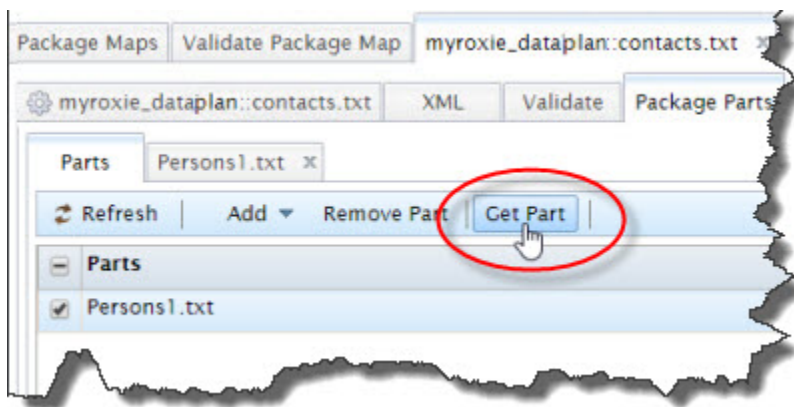 Package Maps Validate Package Map myroxie_dataplan::contacts.txt
myroxie_dataplan::contacts.txt XML Validate Package Parts
Parts Persons1.txt x
Refresh Add Remove Part Get Part
Parts
Persons1.txt